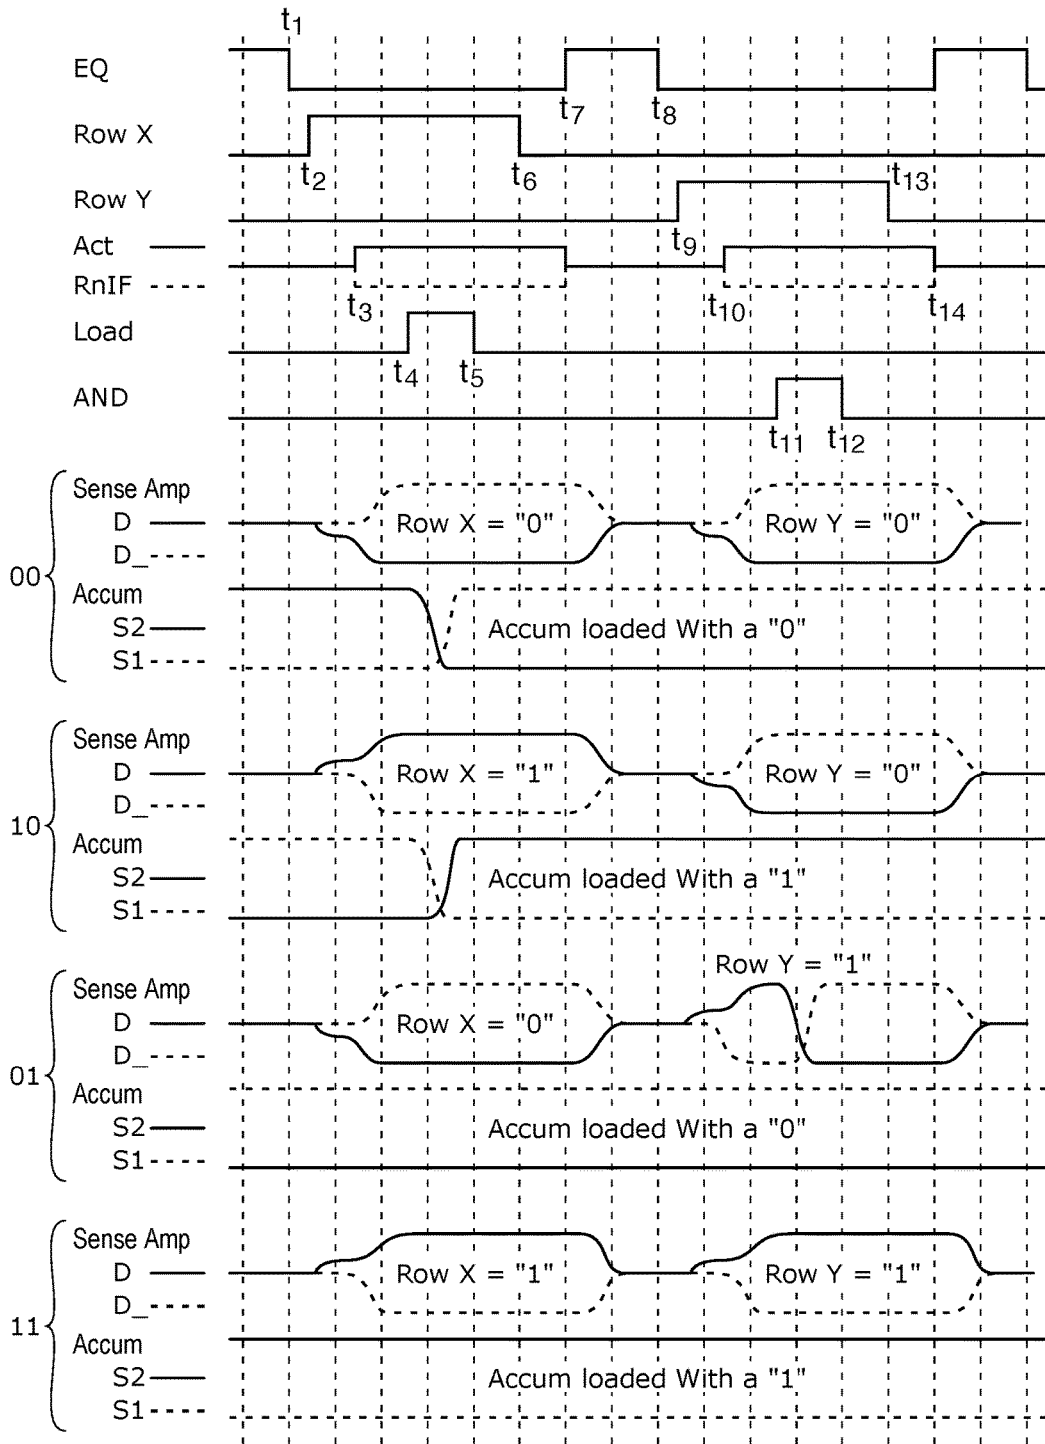 t1
EQ
t7
t8
Row X
t2
t6
t13
Row Y
t9
Act
RnIF
t3
t10
t14
Load
t4
t5
AND
t11
t12
00
Sense Amp
D
D_
Row X = "0"
Row Y = "0"
Accum
S2
S1
Accum loaded With a "0"
10
Sense Amp
D
D_
Row X = "1"
Row Y = "0"
Accum
S2
S1
Accum loaded With a "1"
01
Row Y = "1"
Sense Amp
D
D_
Row X = "0"
Accum
S2
S1
Accum loaded With a "0"
11
Sense Amp
D
D_
Row X = "1"
Row Y = "1"
Accum
S2
S1
Accum loaded With a "1"